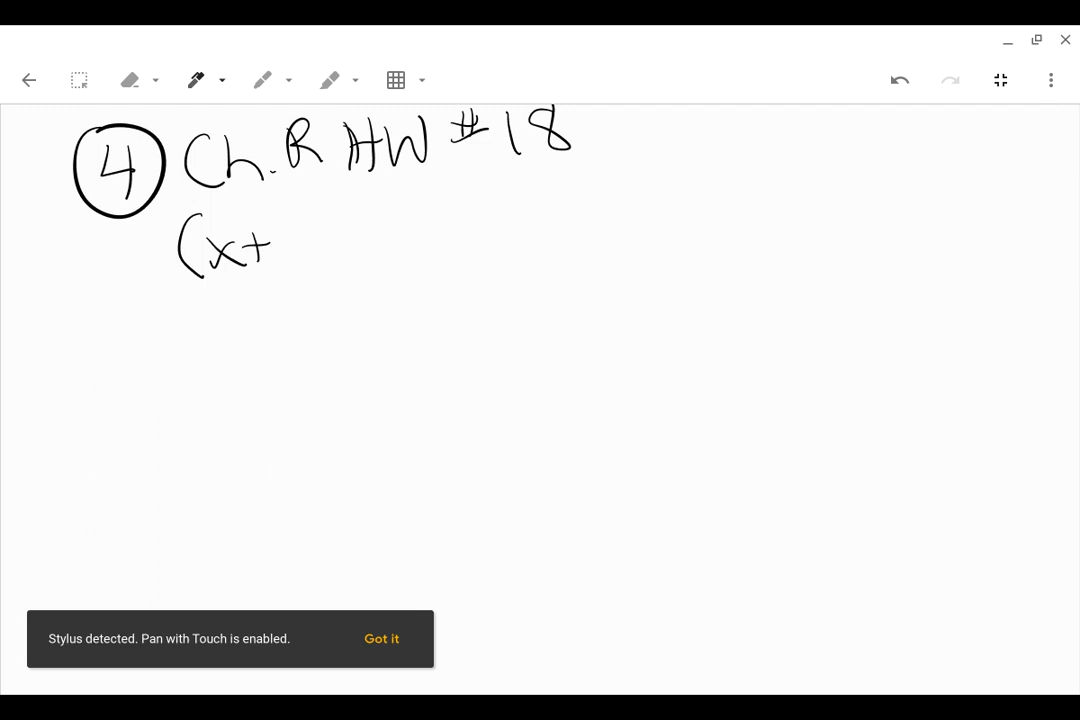 4 Ch. R HW #18
(x+
Stylus detected. Pan with Touch is enabled. Got it